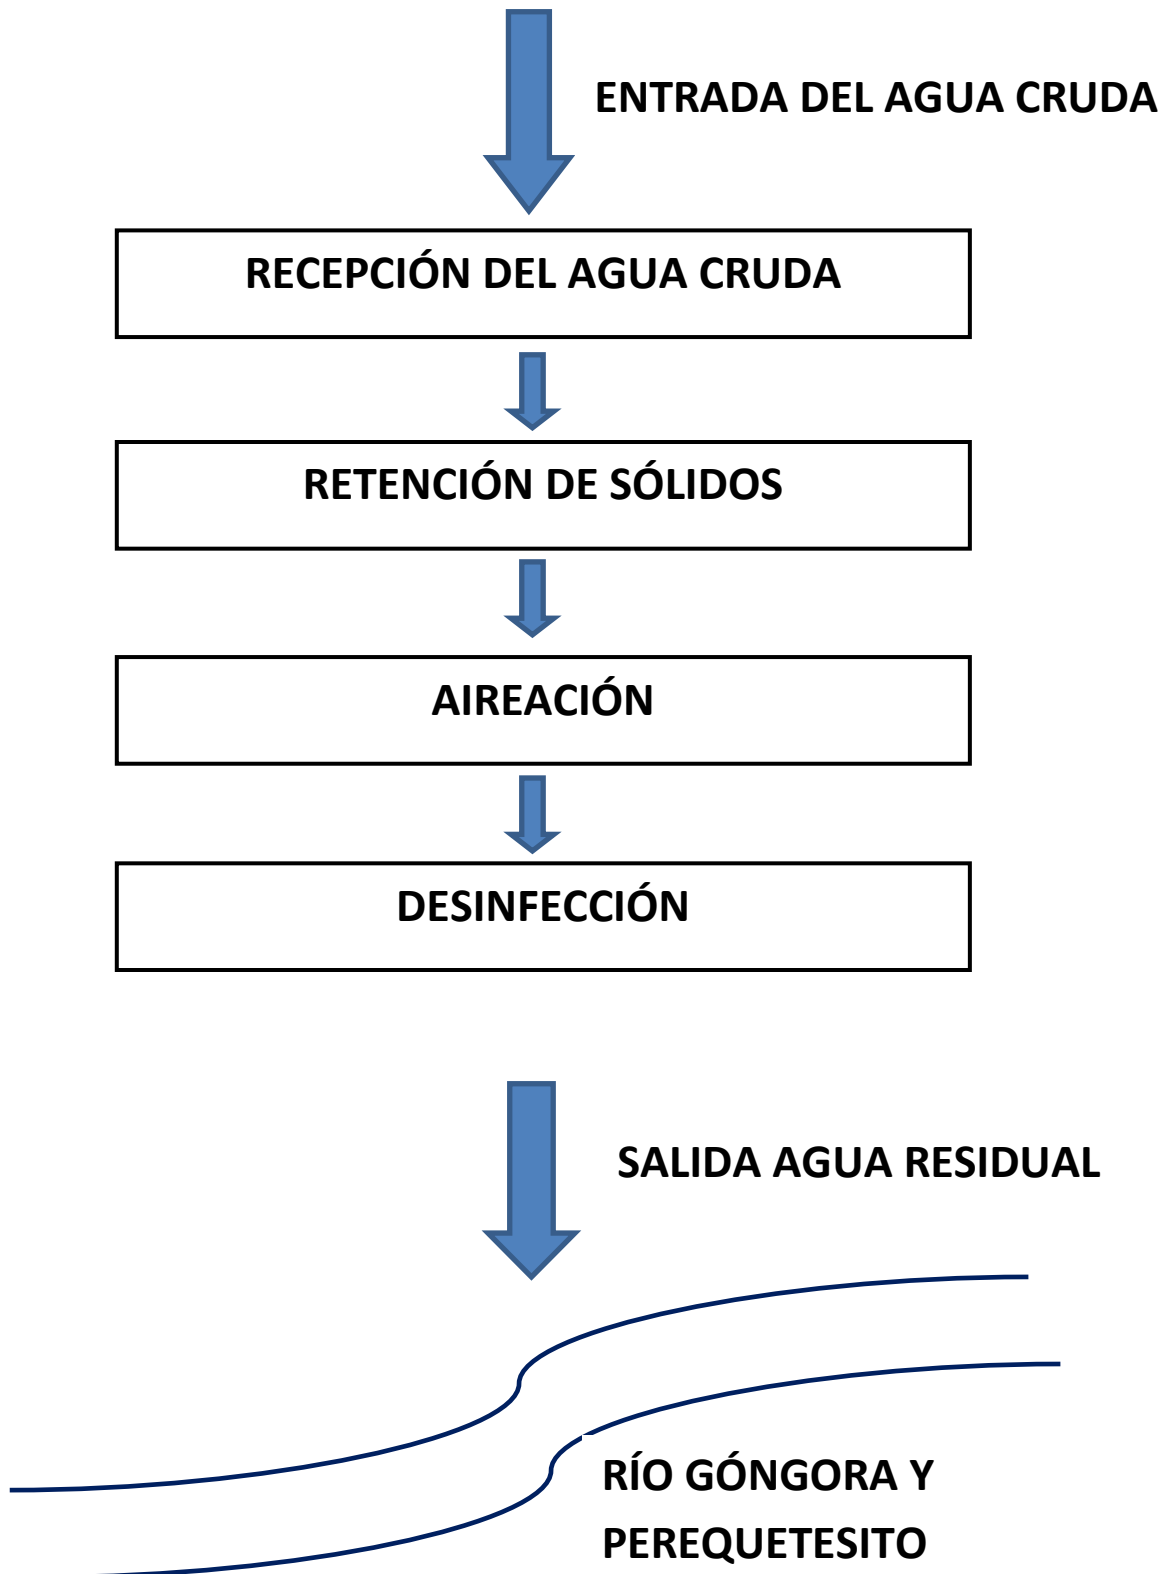 ENTRADA DEL AGUA CRUDA
RECEPCIÓN DEL AGUA CRUDA
RETENCIÓN DE SÓLIDOS
AIREACIÓN
DESINFECCIÓN
SALIDA AGUA RESIDUAL
RÍO GÓNGORA Y
PEREQUETESITO